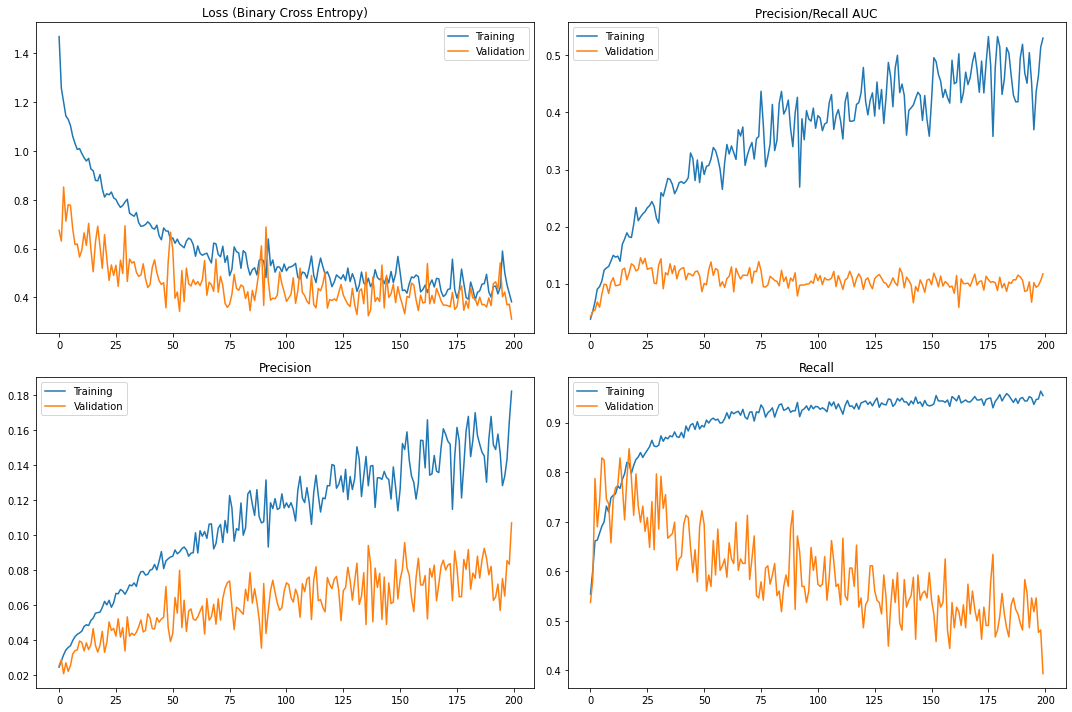 Loss (Binary Cross Entropy)
Training
Validation
1.4
1.2
1.0
0.8
0.6
0.4
0 25 50 75 100 125 150 175 200
Precision/Recall AUC
Training
Validation
0.5
0.4
0.3
0.2
0.1
0 25 50 75 100 125 150 175 200
Precision
Training
Validation
0.18
0.16
0.14
0.12
0.10
0.08
0.06
0.04
0.02
0 25 50 75 100 125 150 175 200
Recall
Training
Validation
0.9
0.8
0.7
0.6
0.5
0.4
0 25 50 75 100 125 150 175 200